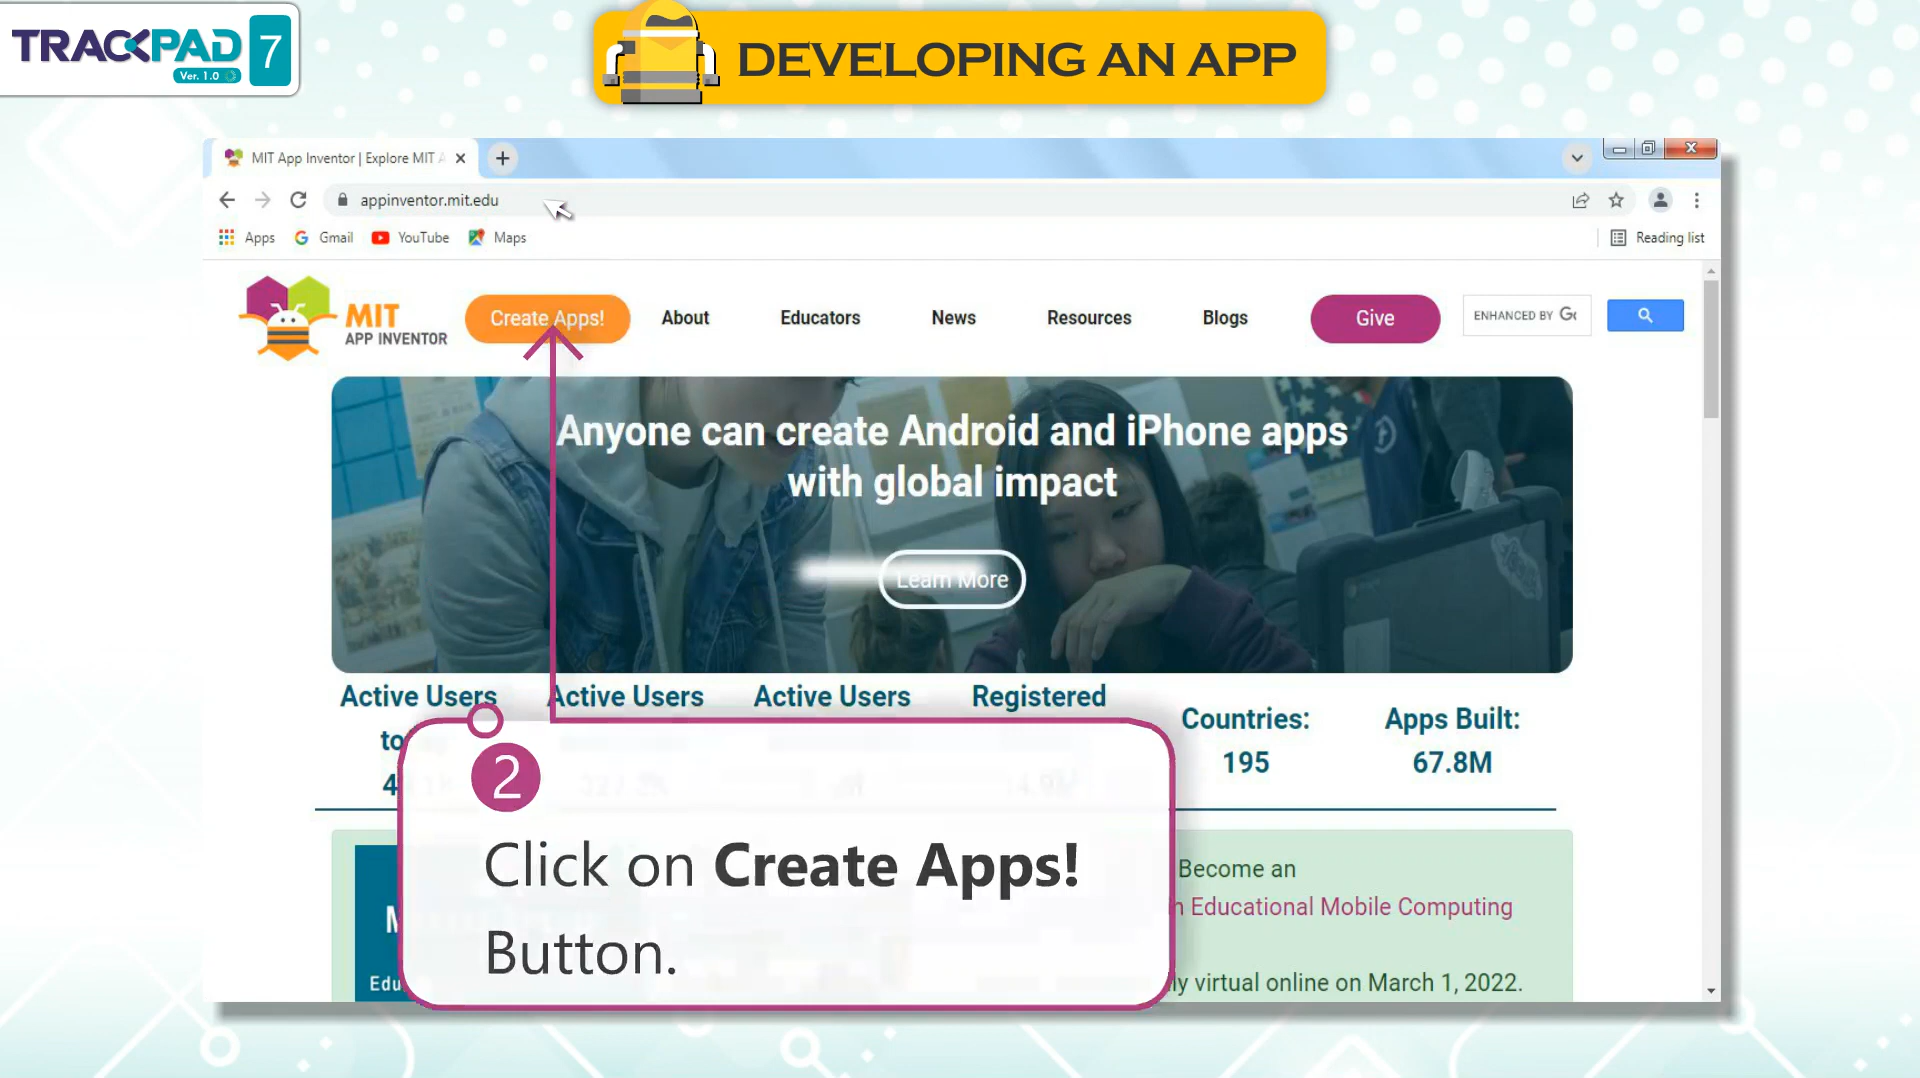 TRACKPAD 7
Ver. 1.0
DEVELOPING AN APP
MIT App Inventor | Explore MIT A
appinventor.mit.edu
Apps Gmail YouTube Maps
Reading list
MIT
APP INVENTOR
Create Apps! About Educators News Resources Blogs Give ENHANCED BY
Anyone can create Android and iPhone apps
with global impact
Learn More
Active Users Active Users Active Users Registered
Countries:
195
Apps Built:
67.8M
2
Click on Create Apps!
Button.
Become an
Educational Mobile Computing
virtual online on March 1, 2022.